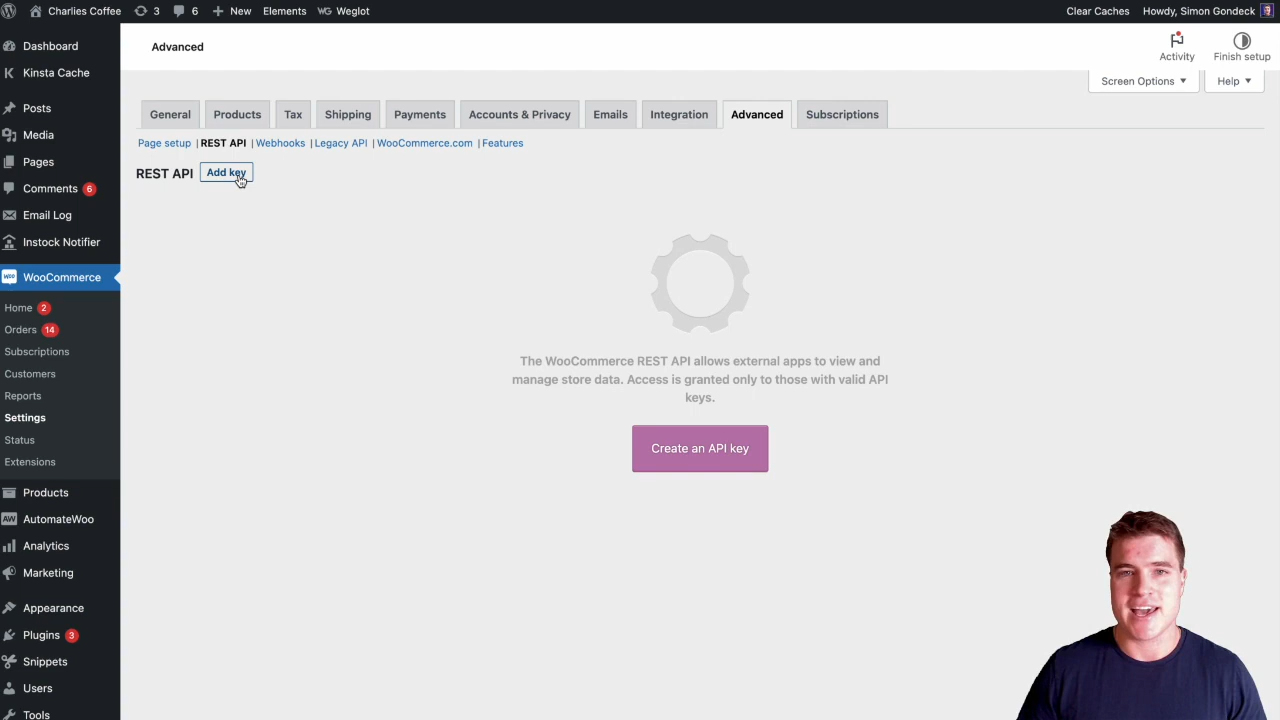 Charlies Coffee
3
6
New
Elements
Weglot
Clear Caches
Howdy, Simon Gondeck
Dashboard
Kinsta Cache
Posts
Media
Pages
Comments 6
Email Log
Instock Notifier
WOO WooCommerce
Home 2
Orders 14
Subscriptions
Customers
Reports
Settings
Status
Extensions
Products
AW AutomateWoo
Analytics
Marketing
Appearance
Plugins 3
Snippets
Users
Tools
Advanced
Activity
Finish setup
Screen Options
Help
General
Products
Tax
Shipping
Payments
Accounts & Privacy
Emails
Integration
Advanced
Subscriptions
Page setup | REST API | Webhooks | Legacy API | WooCommerce.com | Features
REST API
Add key
The WooCommerce REST API allows external apps to view and
manage store data. Access is granted only to those with valid API
keys.
Create an API key